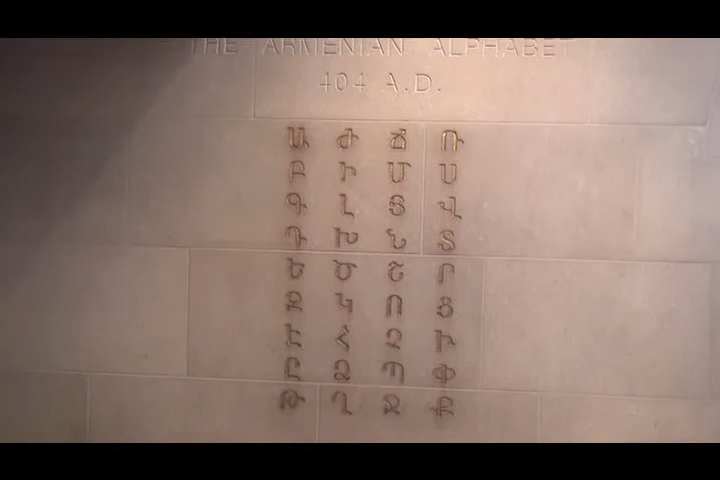 THE ARMENIAN ALPHABET
404 A.D.
Ա Ժ Ճ Ռ
Բ Ի Մ Ս
Գ Լ Յ Վ
Դ Խ Ն Տ
Ե Ծ Շ Ր
Զ Կ Ո Ց
Է Հ Չ Ւ
Ը Ձ Պ Փ
Թ Ղ Ջ Ք